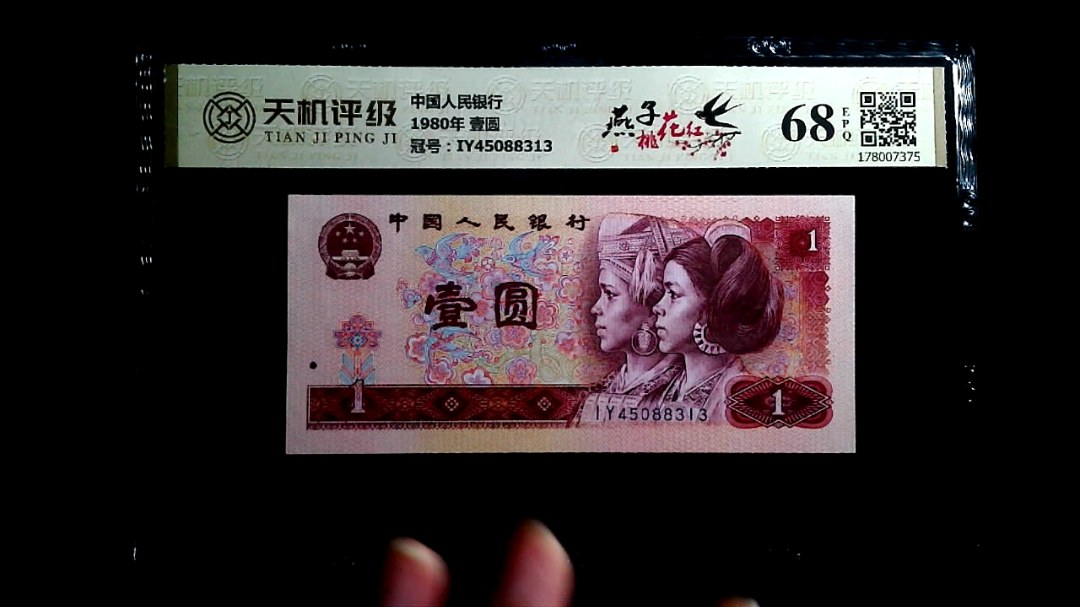 天机评级
TIAN JI PING JI
中国人民银行
1980年 壹圆
冠号：IY45088313
燕子
桃花红
68
EPQ
178007375
中国人民银行
1
壹圆
1
IY45088313
1